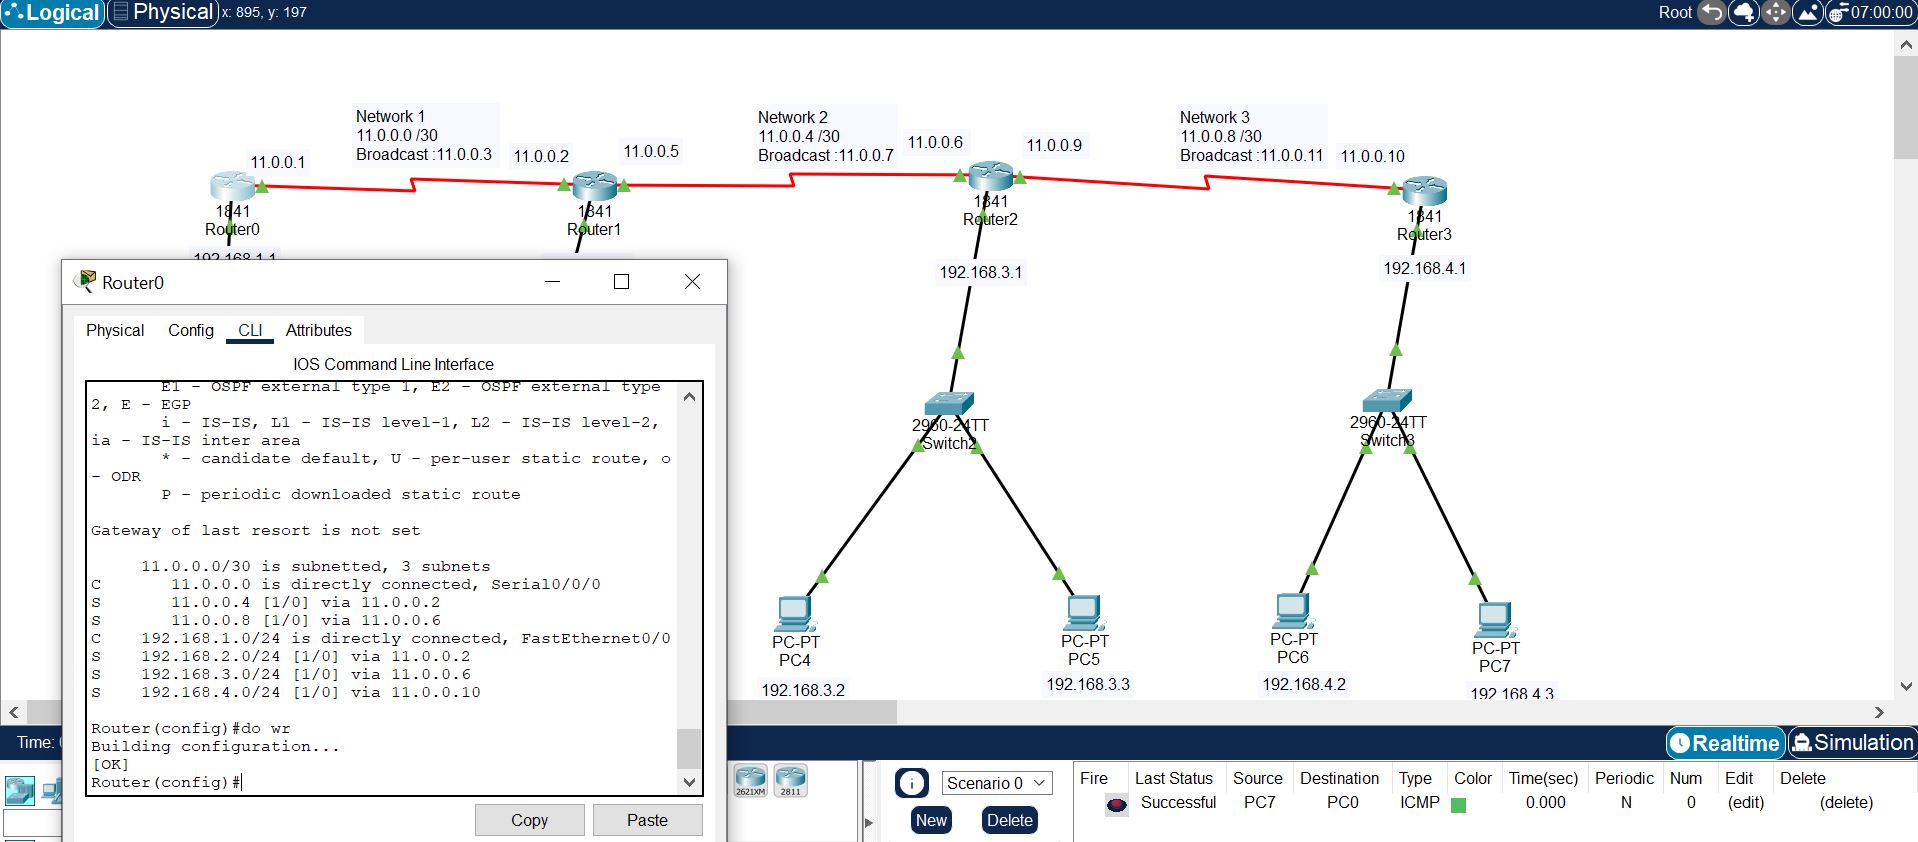 Logical
Physical
x: 895, y: 197
Root
07:00:00
Network 1
11.0.0.0 /30
Broadcast :11.0.0.3
Network 2
11.0.0.4 /30
Broadcast :11.0.0.7
Network 3
11.0.0.8 /30
Broadcast :11.0.0.11
11.0.0.1
11.0.0.2
11.0.0.5
11.0.0.6
11.0.0.9
11.0.0.10
1841
Router0
1841
Router1
1841
Router2
1841
Router3
192.168.1.1
192.168.3.1
192.168.4.1
2960-24TT
Switch2
2960-24TT
Switch3
PC-PT
PC4
192.168.3.2
PC-PT
PC5
192.168.3.3
PC-PT
PC6
192.168.4.2
PC-PT
PC7
192.168.4.3
Router0
Physical
Config
CLI
Attributes
IOS Command Line Interface
E1 - OSPF external type 1, E2 - OSPF external type
2, E - EGP
i - IS-IS, L1 - IS-IS level-1, L2 - IS-IS level-2,
ia - IS-IS inter area
* - candidate default, U - per-user static route, o
- ODR
P - periodic downloaded static route
Gateway of last resort is not set
11.0.0.0/30 is subnetted, 3 subnets
C 11.0.0.0 is directly connected, Serial0/0/0
S 11.0.0.4 [1/0] via 11.0.0.2
S 11.0.0.8 [1/0] via 11.0.0.6
C 192.168.1.0/24 is directly connected, FastEthernet0/0
S 192.168.2.0/24 [1/0] via 11.0.0.2
S 192.168.3.0/24 [1/0] via 11.0.0.6
S 192.168.4.0/24 [1/0] via 11.0.0.10
Router(config)#do wr
Building configuration...
[OK]
Router(config)#
Copy
Paste
Time:
Realtime
Simulation
2621XM
2811
Scenario 0
New
Delete
Fire Last Status Source Destination Type Color Time(sec) Periodic Num Edit Delete
Successful PC7 PC0 ICMP 0.000 N 0 (edit) (delete)